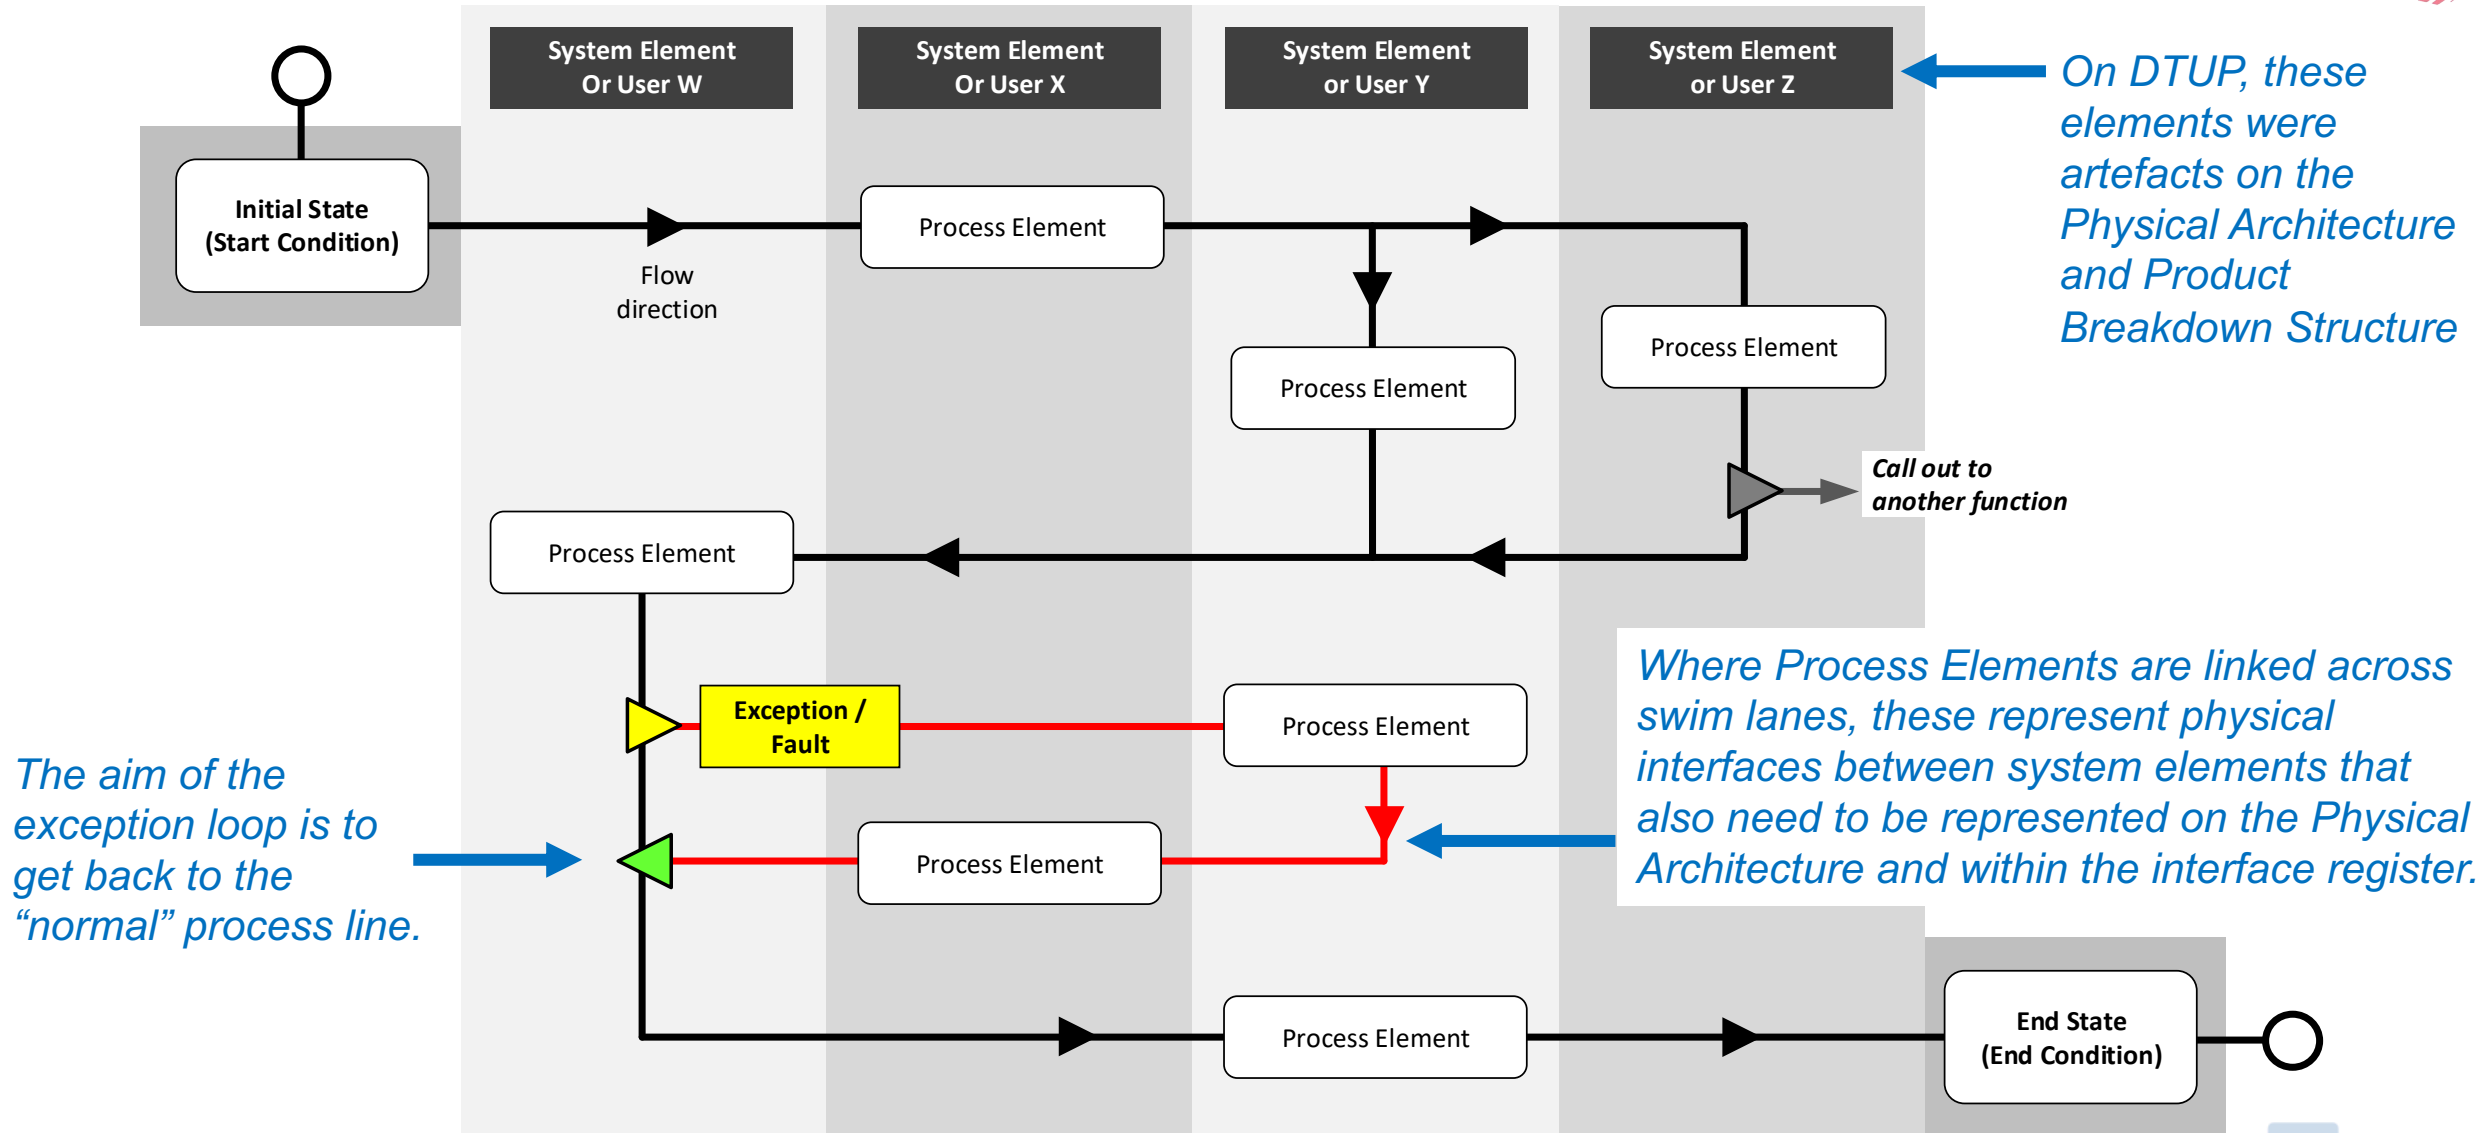 System Element
Or User W
System Element
Or User X
System Element
or User Y
System Element
or User Z
On DTUP, these
elements were
artefacts on the
Physical Architecture
and Product
Breakdown Structure
Initial State
(Start Condition)
Flow
direction
Process Element
Process Element
Process Element
Call out to
another function
Process Element
Exception /
Fault
Process Element
Where Process Elements are linked across
swim lanes, these represent physical
interfaces between system elements that
also need to be represented on the Physical
Architecture and within the interface register.
The aim of the
exception loop is to
get back to the
“normal” process line.
Process Element
Process Element
End State
(End Condition)